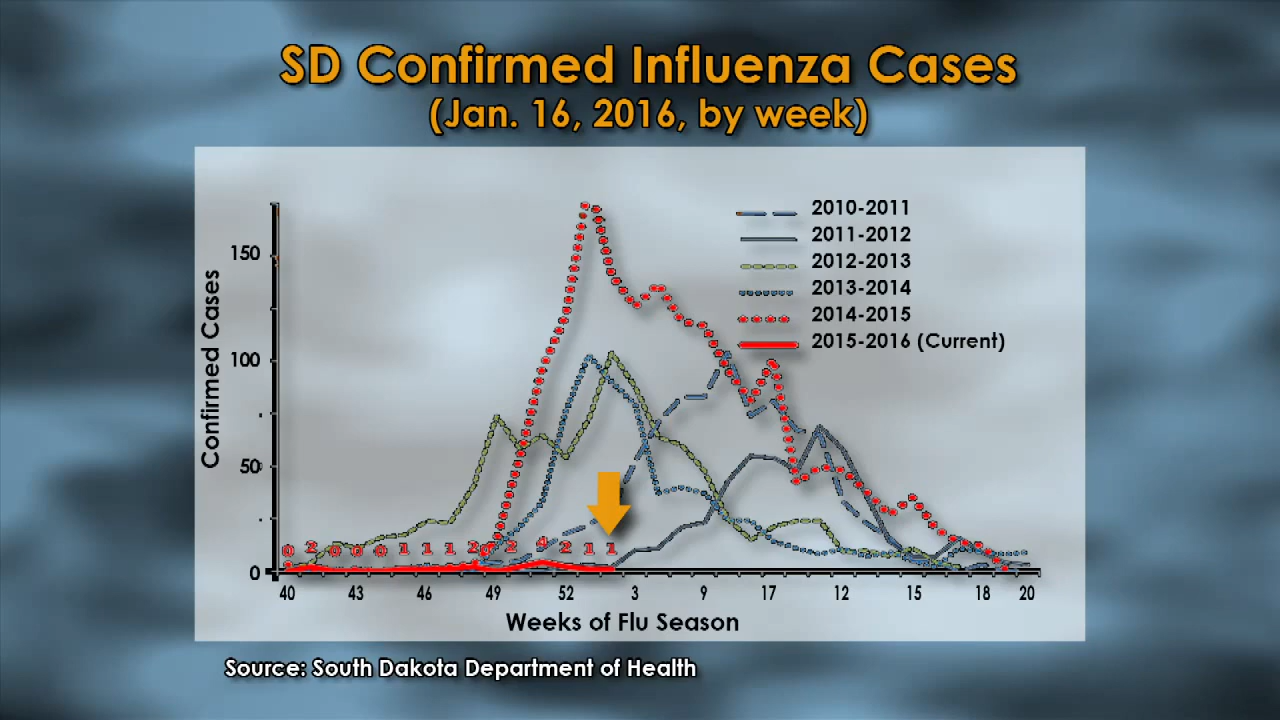 SD Confirmed Influenza Cases
(Jan. 16, 2016, by week)
2010-2011
2011-2012
2012-2013
2013-2014
2014-2015
2015-2016 (Current)
Confirmed Cases
150
100
50
0
0 2 0 0 0 1 1 1 2 0 2 4 2 1 1
40 43 46 49 52 3 9 17 12 15 18 20
Weeks of Flu Season
Source: South Dakota Department of Health